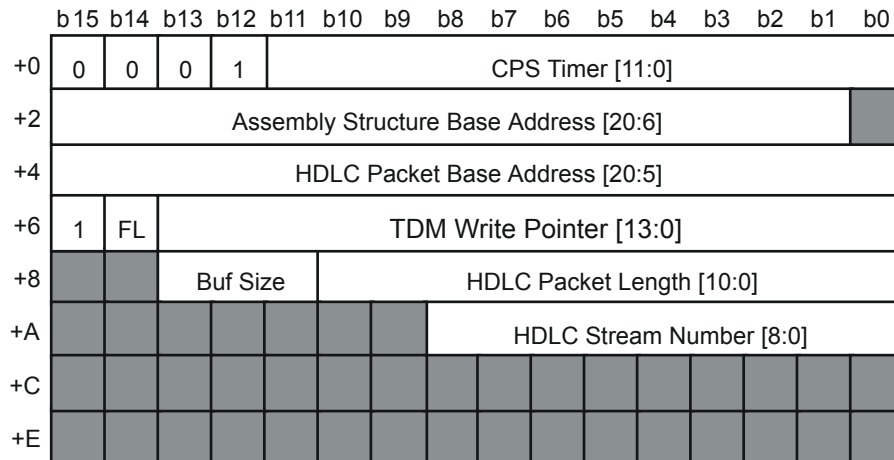 b15 b14 b13 b12 b11 b10 b9 b8 b7 b6 b5 b4 b3 b2 b1 b0
+0 0 0 0 1 CPS Timer [11:0]
+2 Assembly Structure Base Address [20:6]
+4 HDLC Packet Base Address [20:5]
+6 1 FL TDM Write Pointer [13:0]
+8 Buf Size HDLC Packet Length [10:0]
+A HDLC Stream Number [8:0]
+C
+E